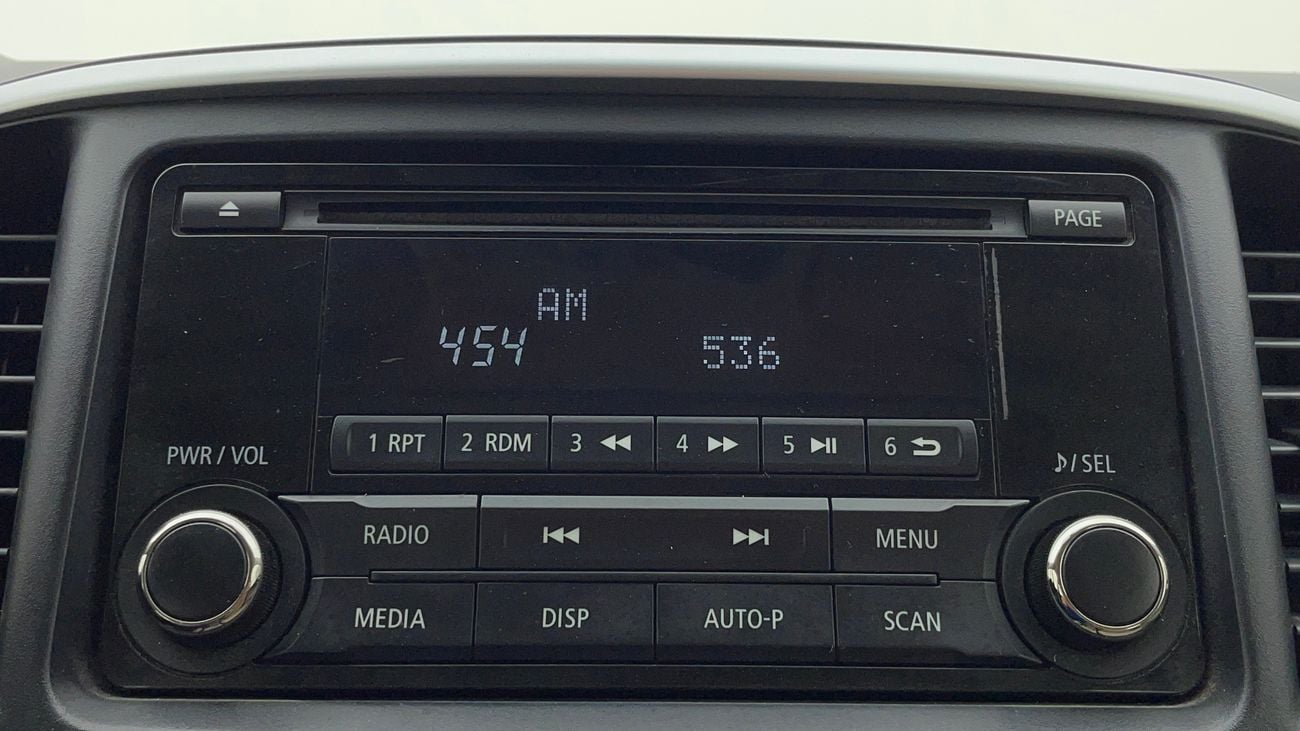 PAGE
AM
454 536
1 RPT 2 RDM 3 4 5 6
PWR / VOL
/ SEL
RADIO MENU
MEDIA DISP AUTO-P SCAN